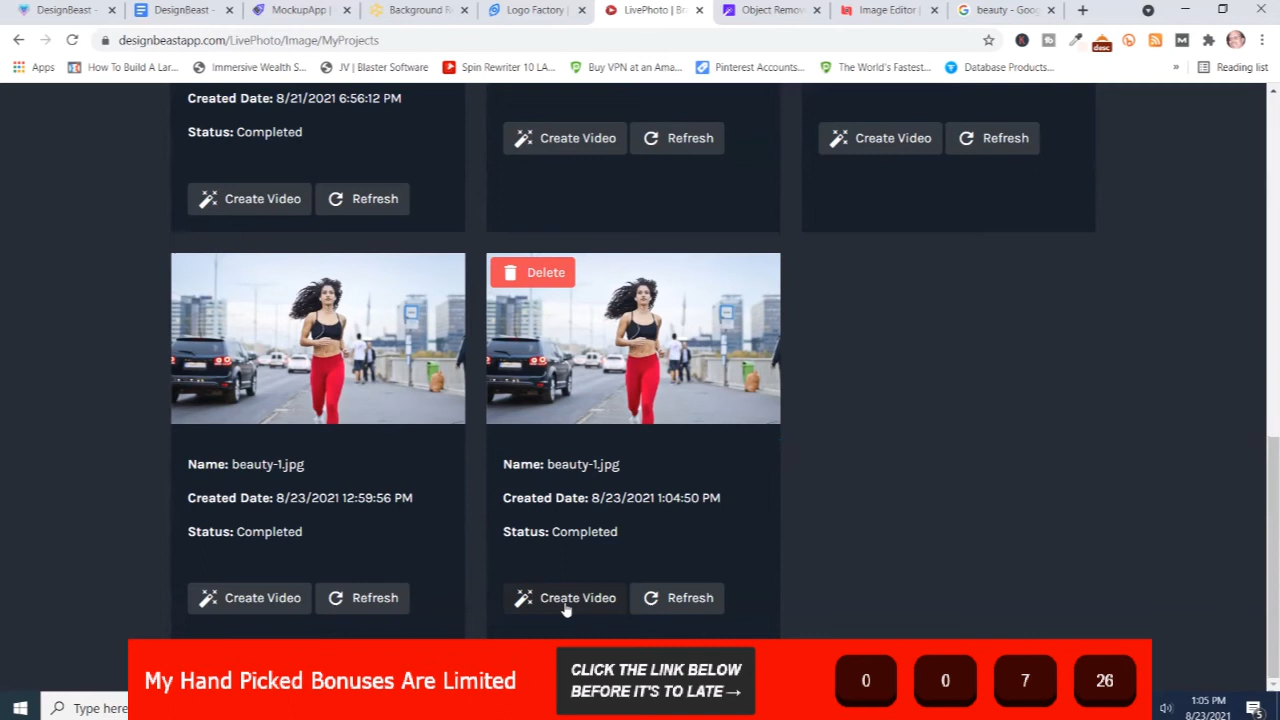 DesignBeast -
DesignBeast -
MockupApp |
Background R
Logo Factory |
LivePhoto | Br
Object Remov
Image Editor |
beauty - Goog
designbeastapp.com/LivePhoto/Image/MyProjects
desc
Apps
How To Build A Lar...
Immersive Wealth S...
JV | Blaster Software
Spin Rewriter 10 LA...
Buy VPN at an Ama...
Pinterest Accounts...
The World's Fastest...
Database Products...
»
Reading list
Created Date: 8/21/2021 6:56:12 PM
Status: Completed
Create Video
Refresh
Create Video
Refresh
Create Video
Refresh
Delete
Name: beauty-1.jpg
Created Date: 8/23/2021 12:59:56 PM
Status: Completed
Create Video
Refresh
Name: beauty-1.jpg
Created Date: 8/23/2021 1:04:50 PM
Status: Completed
Create Video
Refresh
My Hand Picked Bonuses Are Limited
CLICK THE LINK BELOW
BEFORE IT'S TO LATE→
0
0
7
26
Type here
1:05 PM
8/23/2021
5